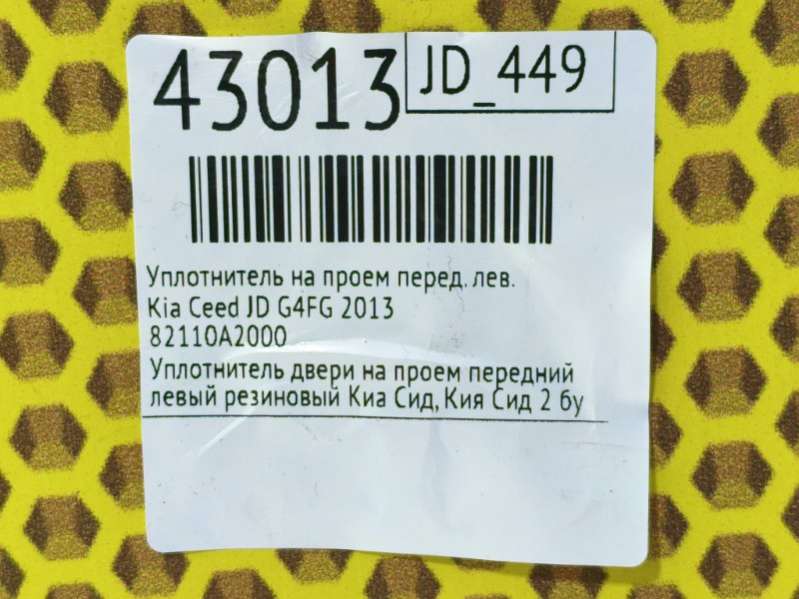 43013
JD_449
Уплотнитель на проем перед. лев.
Kia Ceed JD G4FG 2013
82110A2000
Уплотнитель двери на проем передний
левый резиновый Киа Сид, Кия Сид 2 бу